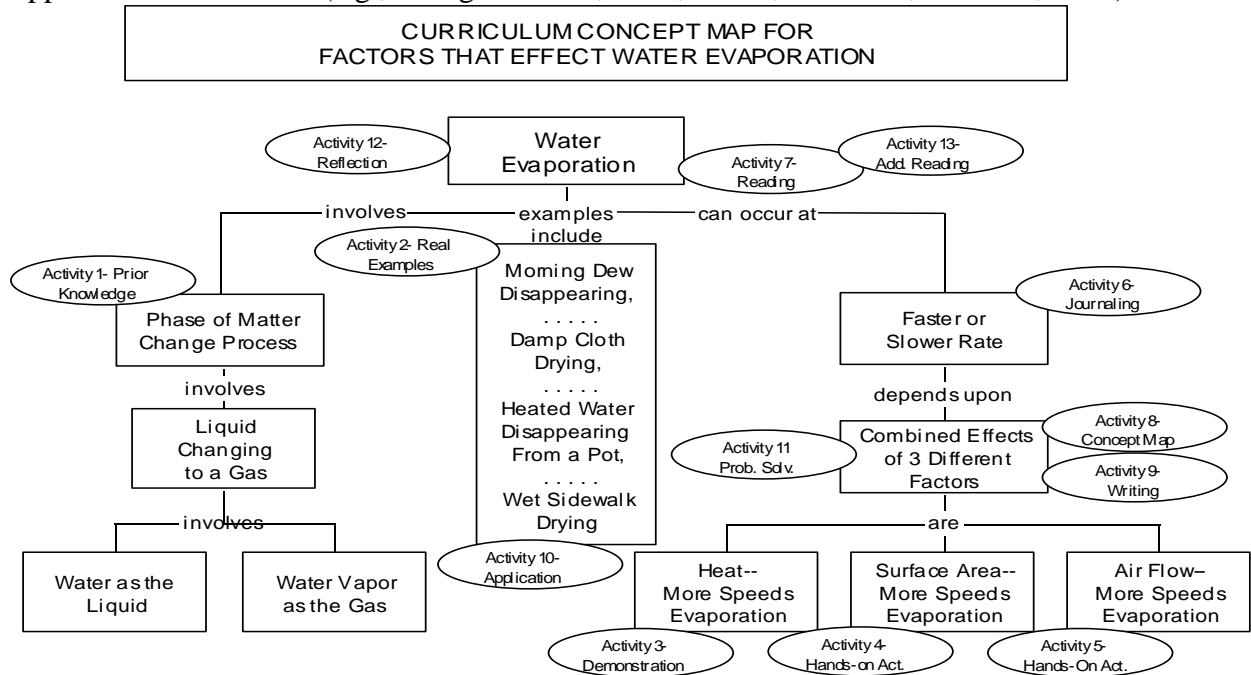 CURRICULUM CONCEPT MAP FOR
FACTORS THAT EFFECT WATER EVAPORATION
Activity 12-
Reflection
Water
Evaporation
Activity 7-
Reading
Activity 13-
Add. Reading
involves
examples
include
can occur at
Activity 2- Real
Examples
Activity 1- Prior
Knowledge
Phase of Matter
Change Process
Morning Dew
Disappearing,
. . . . .
Damp Cloth
Drying,
. . . . .
Heated Water
Disappearing
From a Pot,
. . . . .
Wet Sidewalk
Drying
Activity 6-
Journaling
Faster or
Slower Rate
involves
depends upon
Liquid
Changing
to a Gas
Activity 11
Prob. Solv.
Combined Effects
of 3 Different
Factors
Activity 8-
Concept Map
Activity 9-
Writing
involves
are
Water as the
Liquid
Water Vapor
as the Gas
Activity 10-
Application
Heat--
More Speeds
Evaporation
Surface Area--
More Speeds
Evaporation
Air Flow–
More Speeds
Evaporation
Activity 3-
Demonstration
Activity 4-
Hands-on Act.
Activity 5-
Hands-On Act.